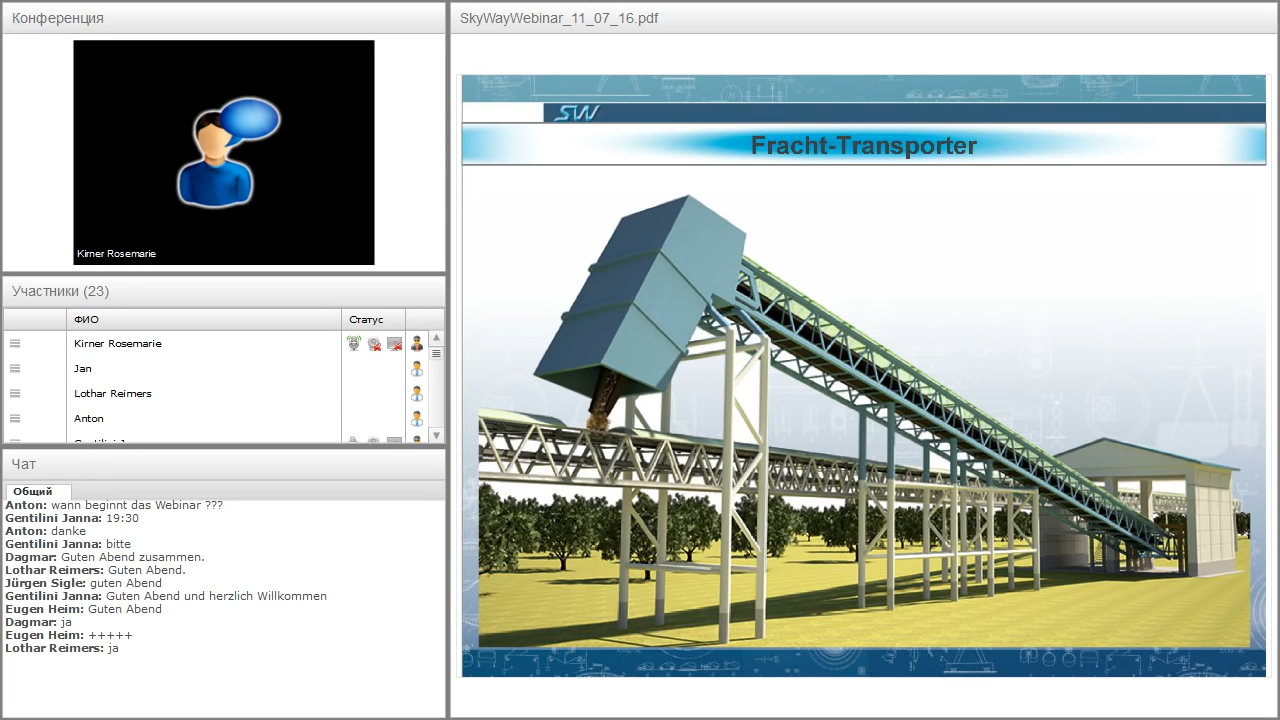 Конференция
Kirner Rosemarie
Участники (23)
ФИО
Статус
Kirner Rosemarie
Jan
Lothar Reimers
Anton
Чат
Общий
Anton: wann beginnt das Webinar ???
Gentilini Janna: 19:30
Anton: danke
Gentilini Janna: bitte
Dagmar: Guten Abend zusammen.
Lothar Reimers: Guten Abend.
Jürgen Sigle: guten Abend
Gentilini Janna: Guten Abend und herzlich Willkommen
Eugen Heim: Guten Abend
Dagmar: ja
Eugen Heim: +++++
Lothar Reimers: ja
SkyWayWebinar_11_07_16.pdf
SW
Fracht-Transporter